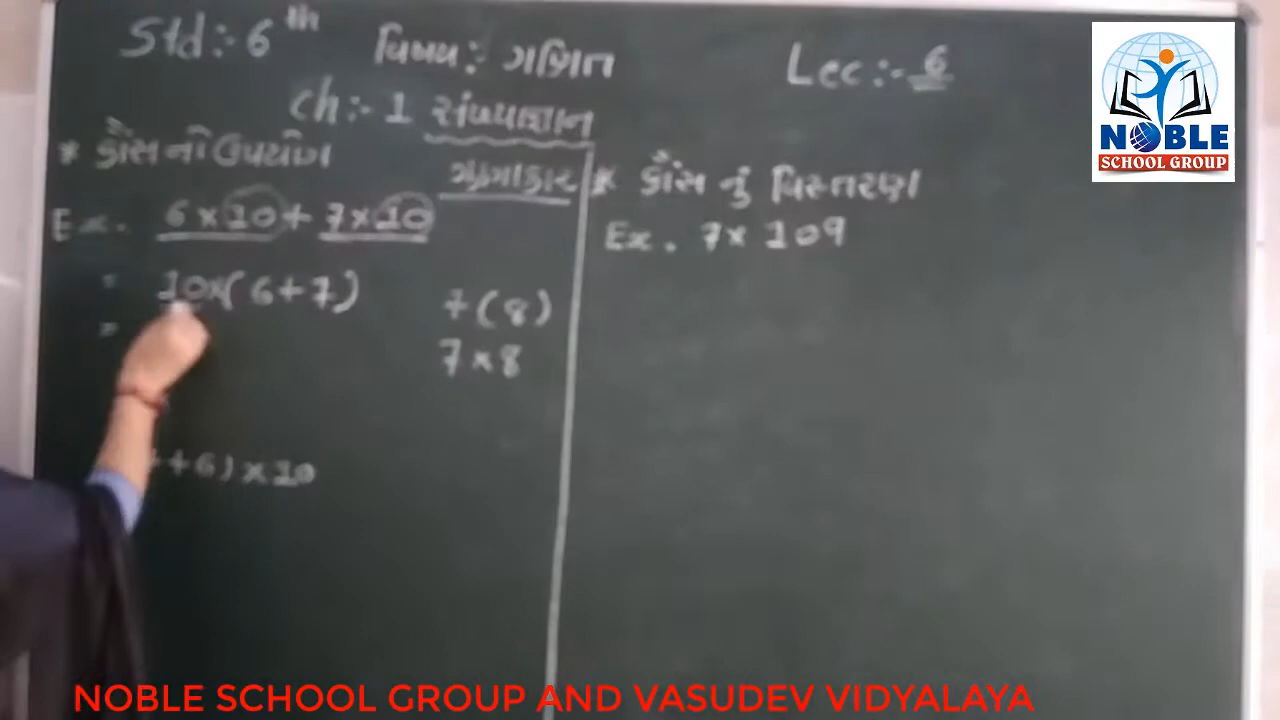 Std :- 6th વિષય :- ગણિત Lec :- 6
ch :- 1 સંખ્યાજ્ઞાન
* કૌંસ નો ઉપયોગ
ગુણાકાર
Ex. 6 × 10 + 7 × 10
= 10×( 6 + 7 )
=
7 ( 8 )
7 × 8
+ 6 ) × 10
* કૌંસ નું વિસ્તરણ
Ex. 7 × 109
NOBLE
SCHOOL GROUP
NOBLE SCHOOL GROUP AND VASUDEV VIDYALAYA